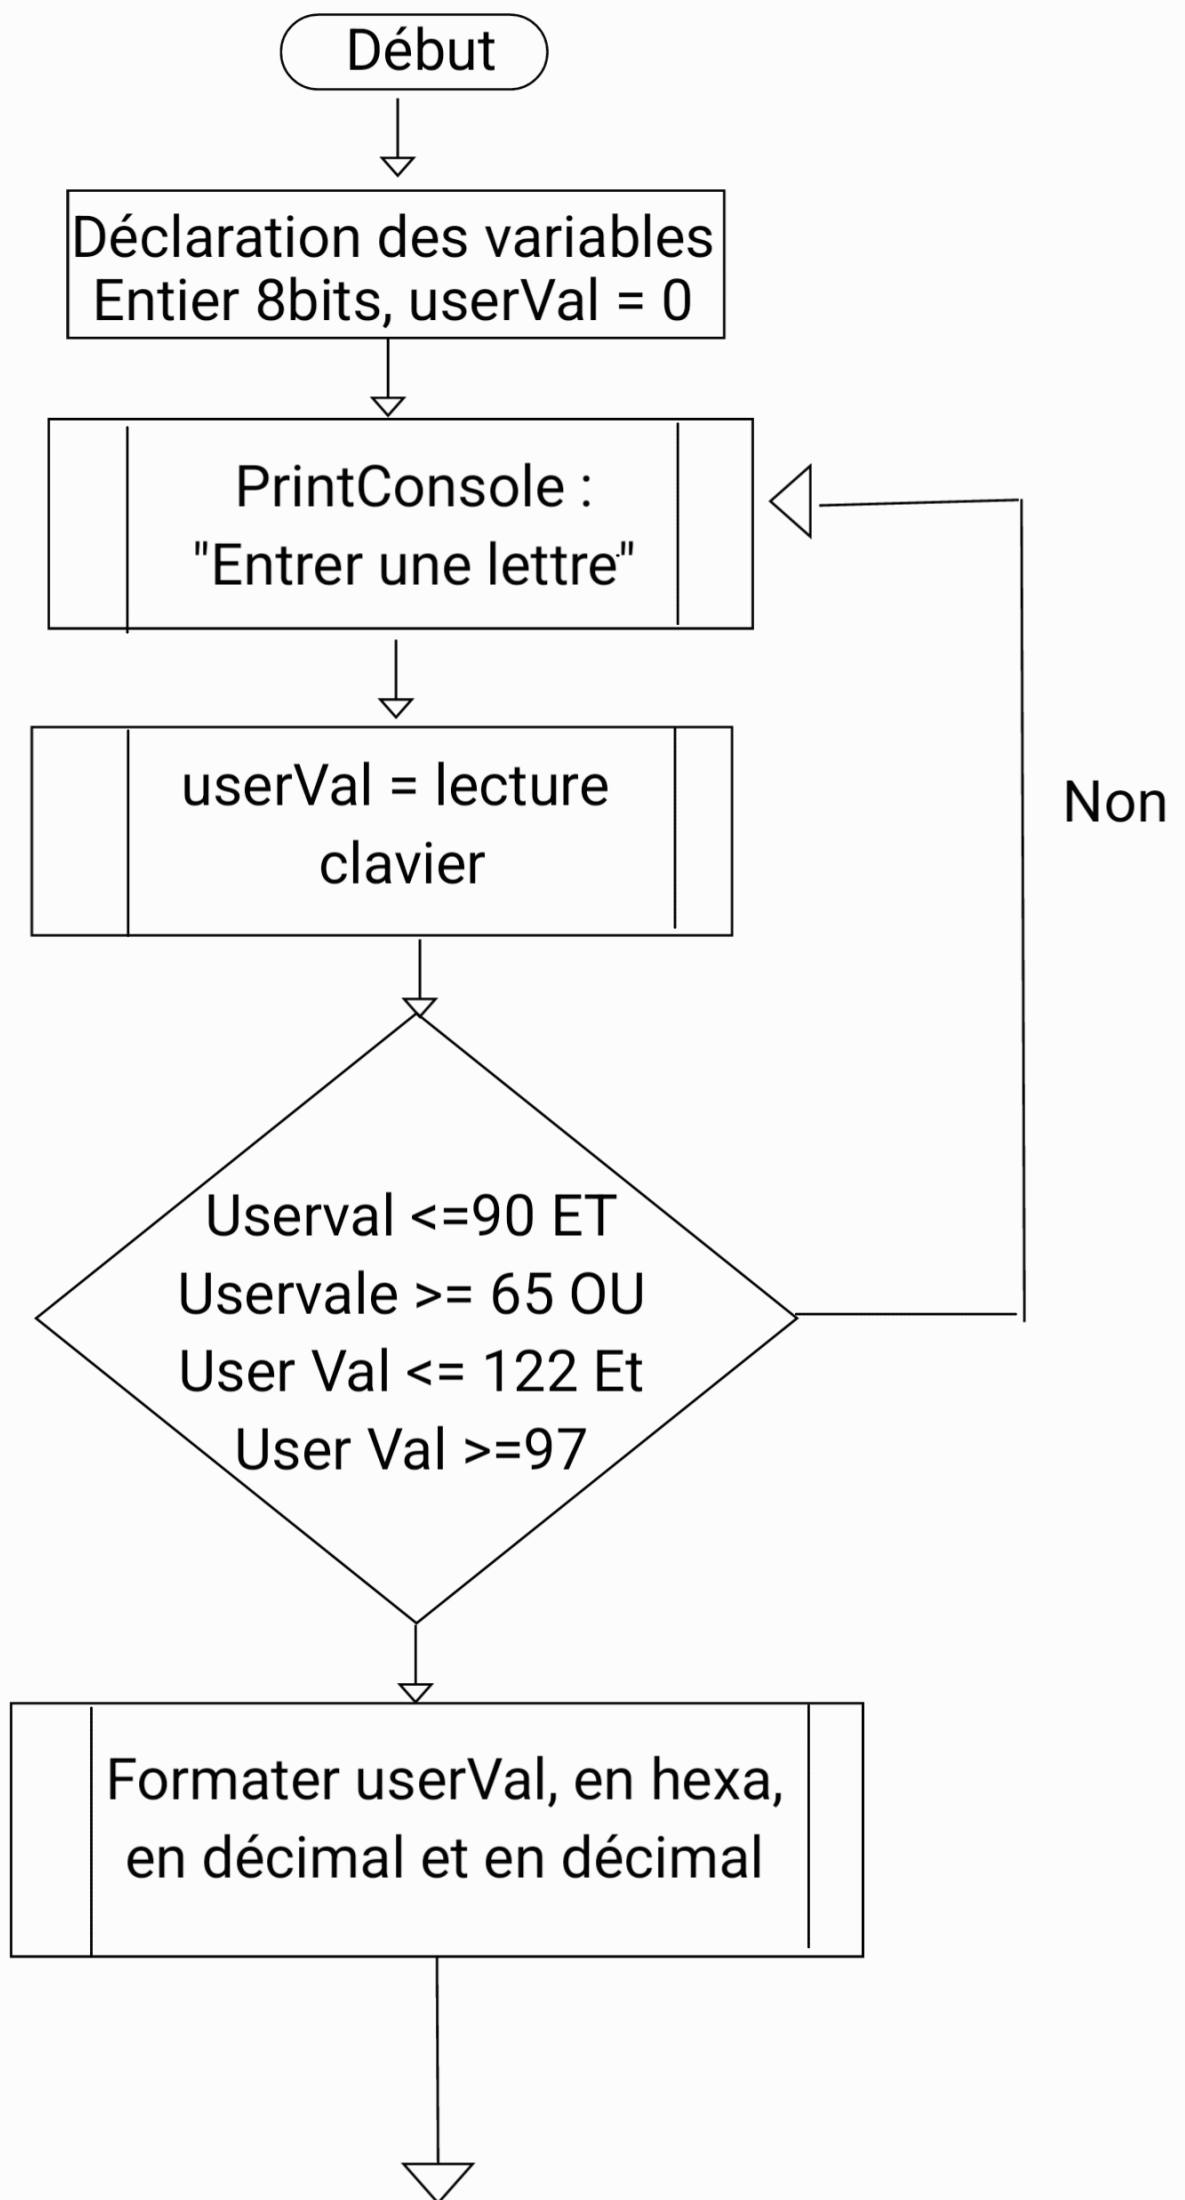 Début
Déclaration des variables
Entier 8bits, userVal = 0
PrintConsole :
"Entrer une lettre"
userVal = lecture
clavier
Non
Userval <=90 ET
Uservale >= 65 OU
User Val <= 122 Et
User Val >=97
Formater userVal, en hexa,
en décimal et en décimal